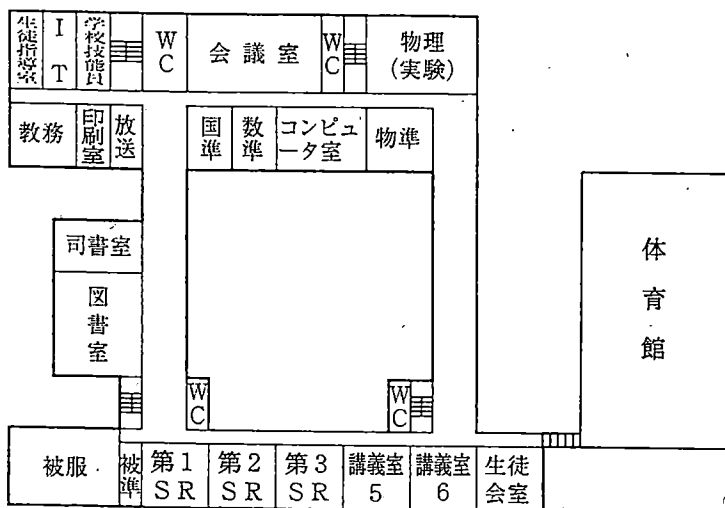 生徒指導室
I
T
学校技能員
W
C
会議室
W
C
物理
(実験)
教務
印刷室
放送
国準
数準
コンピュ
ータ室
物準
司書室
図書室
体育館
W
C
W
C
被服
被準
第1
SR
第2
SR
第3
SR
講義室
5
講義室
6
生徒
会室